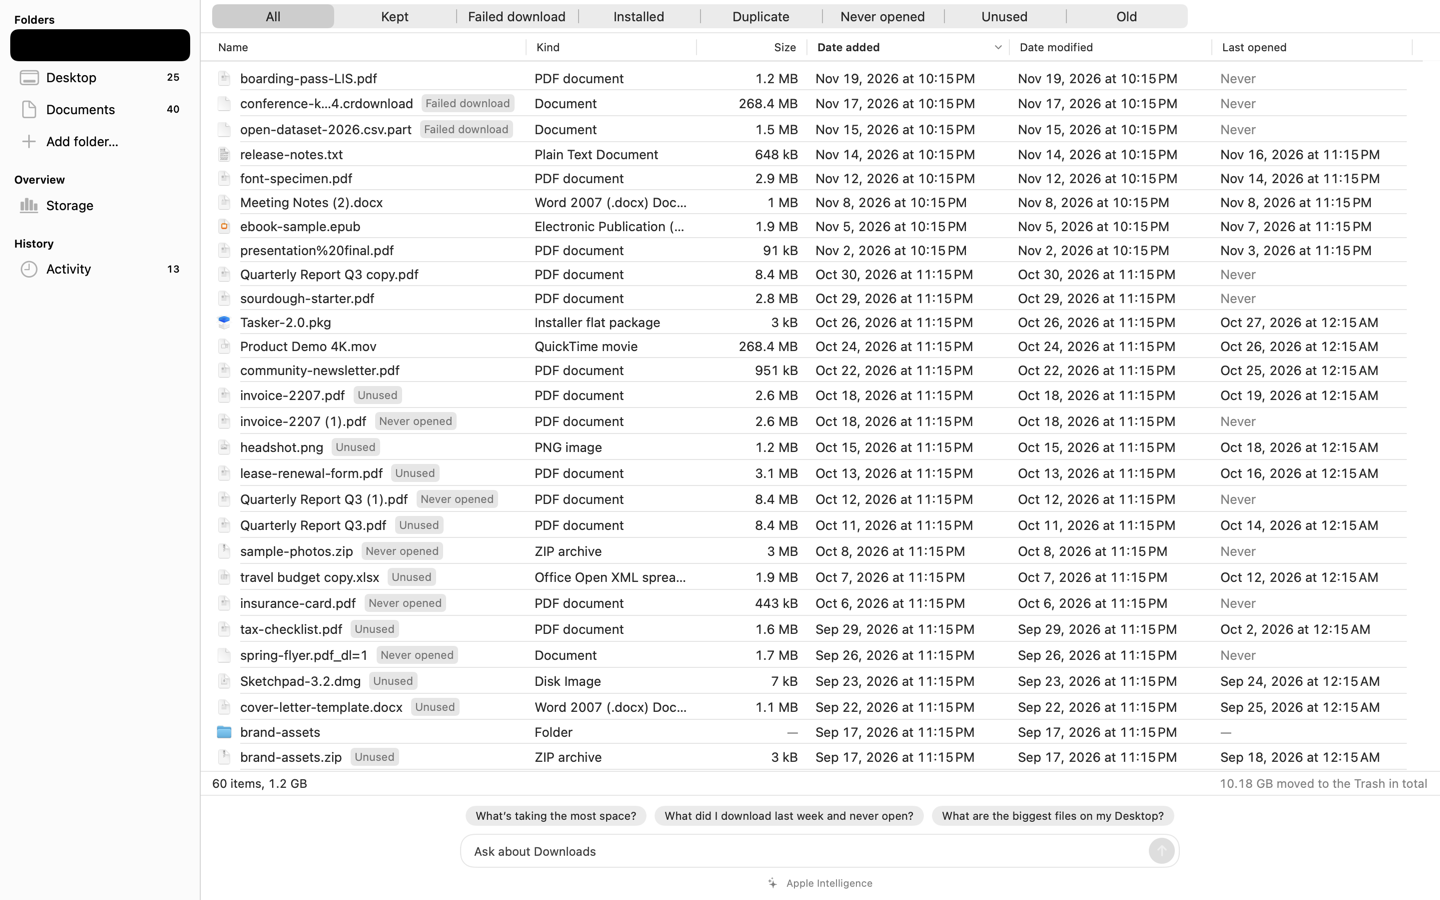 Folders
Desktop 25
Documents 40
Add folder...
Overview
Storage
History
Activity 13
All Kept Failed download Installed Duplicate Never opened Unused Old
Name Kind Size Date added Date modified Last opened
boarding-pass-LIS.pdf PDF document 1.2 MB Nov 19, 2026 at 10:15 PM Nov 19, 2026 at 10:15 PM Never
conference-k...4.crdownload Failed download Document 268.4 MB Nov 17, 2026 at 10:15 PM Nov 17, 2026 at 10:15 PM Never
open-dataset-2026.csv.part Failed download Document 1.5 MB Nov 15, 2026 at 10:15 PM Nov 15, 2026 at 10:15 PM Never
release-notes.txt Plain Text Document 648 kB Nov 14, 2026 at 10:15 PM Nov 14, 2026 at 10:15 PM Nov 16, 2026 at 11:15 PM
font-specimen.pdf PDF document 2.9 MB Nov 12, 2026 at 10:15 PM Nov 12, 2026 at 10:15 PM Nov 14, 2026 at 11:15 PM
Meeting Notes (2).docx Word 2007 (.docx) Doc... 1 MB Nov 8, 2026 at 10:15 PM Nov 8, 2026 at 10:15 PM Nov 8, 2026 at 11:15 PM
ebook-sample.epub Electronic Publication (... 1.9 MB Nov 5, 2026 at 10:15 PM Nov 5, 2026 at 10:15 PM Nov 7, 2026 at 11:15 PM
presentation%20final.pdf PDF document 91 kB Nov 2, 2026 at 10:15 PM Nov 2, 2026 at 10:15 PM Nov 3, 2026 at 11:15 PM
Quarterly Report Q3 copy.pdf PDF document 8.4 MB Oct 30, 2026 at 11:15 PM Oct 30, 2026 at 11:15 PM Never
sourdough-starter.pdf PDF document 2.8 MB Oct 29, 2026 at 11:15 PM Oct 29, 2026 at 11:15 PM Never
Tasker-2.0.pkg Installer flat package 3 kB Oct 26, 2026 at 11:15 PM Oct 26, 2026 at 11:15 PM Oct 27, 2026 at 12:15 AM
Product Demo 4K.mov QuickTime movie 268.4 MB Oct 24, 2026 at 11:15 PM Oct 24, 2026 at 11:15 PM Oct 26, 2026 at 12:15 AM
community-newsletter.pdf PDF document 951 kB Oct 22, 2026 at 11:15 PM Oct 22, 2026 at 11:15 PM Oct 25, 2026 at 12:15 AM
invoice-2207.pdf Unused PDF document 2.6 MB Oct 18, 2026 at 11:15 PM Oct 18, 2026 at 11:15 PM Oct 19, 2026 at 12:15 AM
invoice-2207 (1).pdf Never opened PDF document 2.6 MB Oct 18, 2026 at 11:15 PM Oct 18, 2026 at 11:15 PM Never
headshot.png Unused PNG image 1.2 MB Oct 15, 2026 at 11:15 PM Oct 15, 2026 at 11:15 PM Oct 18, 2026 at 12:15 AM
lease-renewal-form.pdf Unused PDF document 3.1 MB Oct 13, 2026 at 11:15 PM Oct 13, 2026 at 11:15 PM Oct 16, 2026 at 12:15 AM
Quarterly Report Q3 (1).pdf Never opened PDF document 8.4 MB Oct 12, 2026 at 11:15 PM Oct 12, 2026 at 11:15 PM Never
Quarterly Report Q3.pdf Unused PDF document 8.4 MB Oct 11, 2026 at 11:15 PM Oct 11, 2026 at 11:15 PM Oct 14, 2026 at 12:15 AM
sample-photos.zip Never opened ZIP archive 3 MB Oct 8, 2026 at 11:15 PM Oct 8, 2026 at 11:15 PM Never
travel budget copy.xlsx Unused Office Open XML sprea... 1.9 MB Oct 7, 2026 at 11:15 PM Oct 7, 2026 at 11:15 PM Oct 12, 2026 at 12:15 AM
insurance-card.pdf Never opened PDF document 443 kB Oct 6, 2026 at 11:15 PM Oct 6, 2026 at 11:15 PM Never
tax-checklist.pdf Unused PDF document 1.6 MB Sep 29, 2026 at 11:15 PM Sep 29, 2026 at 11:15 PM Oct 2, 2026 at 12:15 AM
spring-flyer.pdf_dl=1 Never opened Document 1.7 MB Sep 26, 2026 at 11:15 PM Sep 26, 2026 at 11:15 PM Never
Sketchpad-3.2.dmg Unused Disk Image 7 kB Sep 23, 2026 at 11:15 PM Sep 23, 2026 at 11:15 PM Sep 24, 2026 at 12:15 AM
cover-letter-template.docx Unused Word 2007 (.docx) Doc... 1.1 MB Sep 22, 2026 at 11:15 PM Sep 22, 2026 at 11:15 PM Sep 25, 2026 at 12:15 AM
brand-assets Folder — Sep 17, 2026 at 11:15 PM Sep 17, 2026 at 11:15 PM —
brand-assets.zip Unused ZIP archive 3 kB Sep 17, 2026 at 11:15 PM Sep 17, 2026 at 11:15 PM Sep 18, 2026 at 12:15 AM
60 items, 1.2 GB 10.18 GB moved to the Trash in total
What's taking the most space? What did I download last week and never open? What are the biggest files on my Desktop?
Ask about Downloads
Apple Intelligence